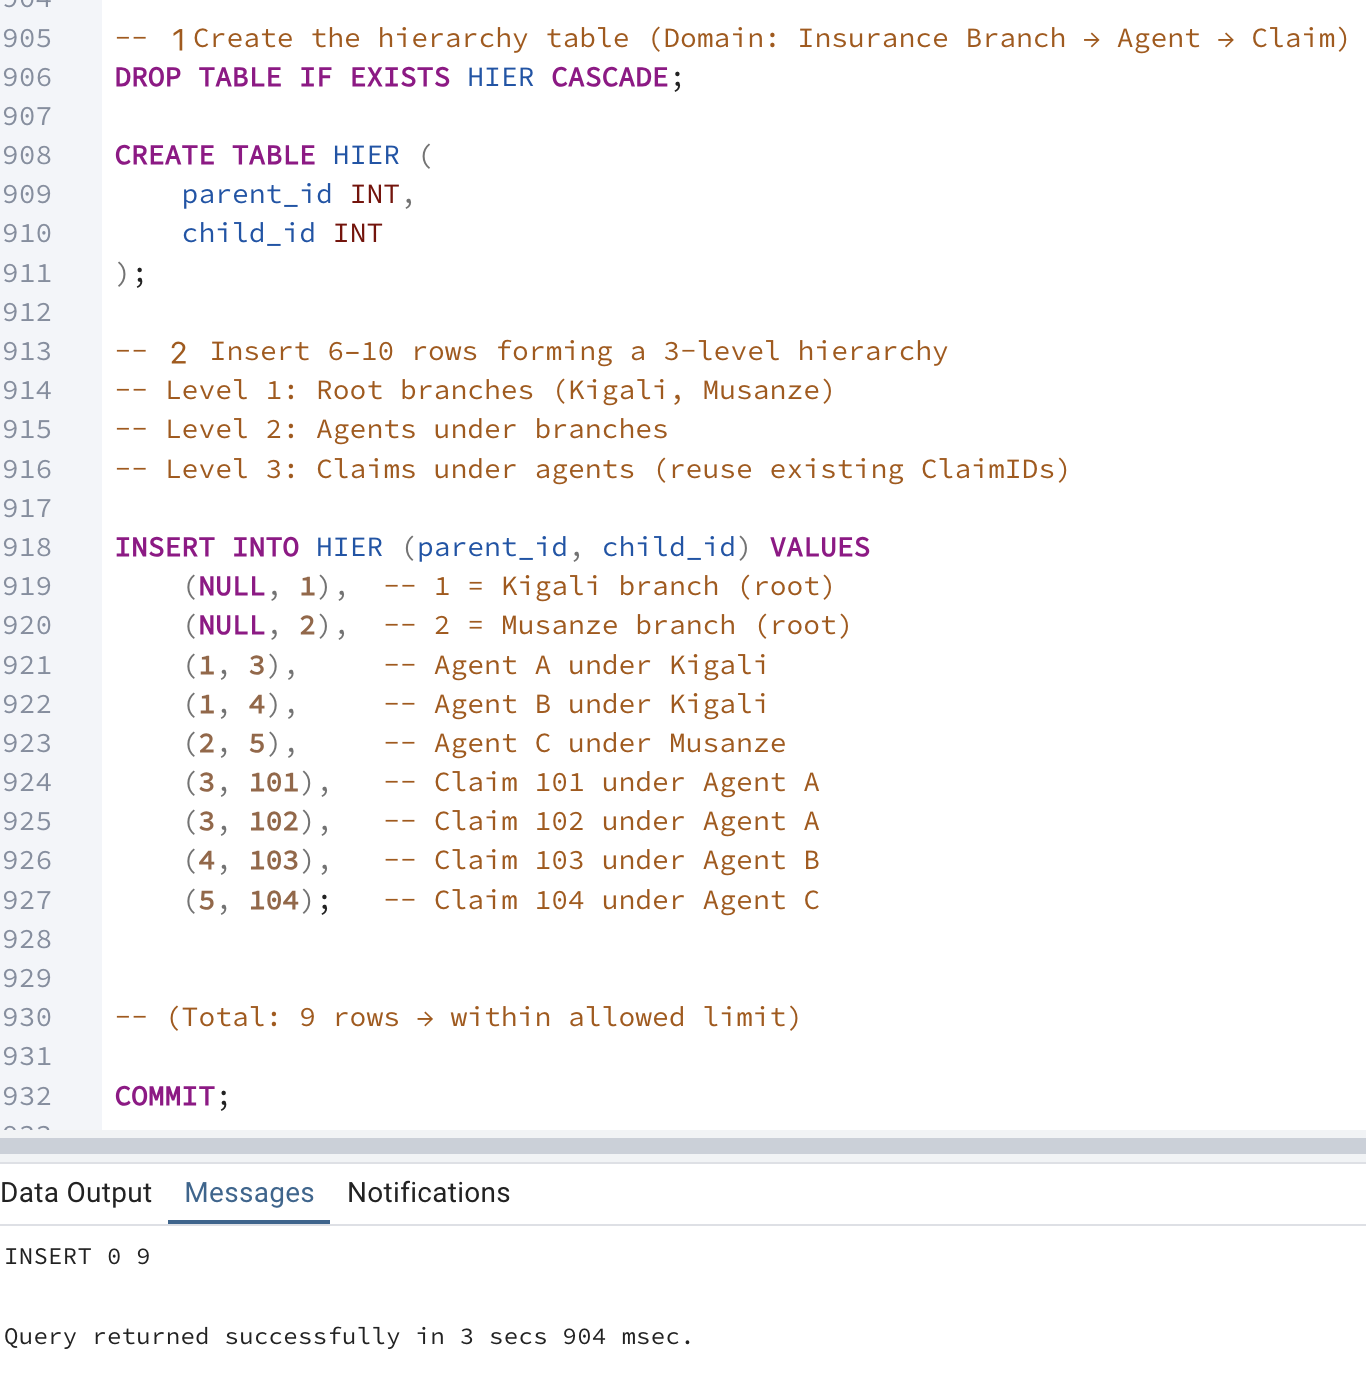 904
905 -- 1Create the hierarchy table (Domain: Insurance Branch → Agent → Claim)
906 DROP TABLE IF EXISTS HIER CASCADE;
907
908 CREATE TABLE HIER (
909 parent_id INT,
910 child_id INT
911 );
912
913 -- 2 Insert 6–10 rows forming a 3-level hierarchy
914 -- Level 1: Root branches (Kigali, Musanze)
915 -- Level 2: Agents under branches
916 -- Level 3: Claims under agents (reuse existing ClaimIDs)
917
918 INSERT INTO HIER (parent_id, child_id) VALUES
919 (NULL, 1), -- 1 = Kigali branch (root)
920 (NULL, 2), -- 2 = Musanze branch (root)
921 (1, 3), -- Agent A under Kigali
922 (1, 4), -- Agent B under Kigali
923 (2, 5), -- Agent C under Musanze
924 (3, 101), -- Claim 101 under Agent A
925 (3, 102), -- Claim 102 under Agent A
926 (4, 103), -- Claim 103 under Agent B
927 (5, 104); -- Claim 104 under Agent C
928
929
930 -- (Total: 9 rows → within allowed limit)
931
932 COMMIT;
933
Data Output Messages Notifications
INSERT 0 9
Query returned successfully in 3 secs 904 msec.